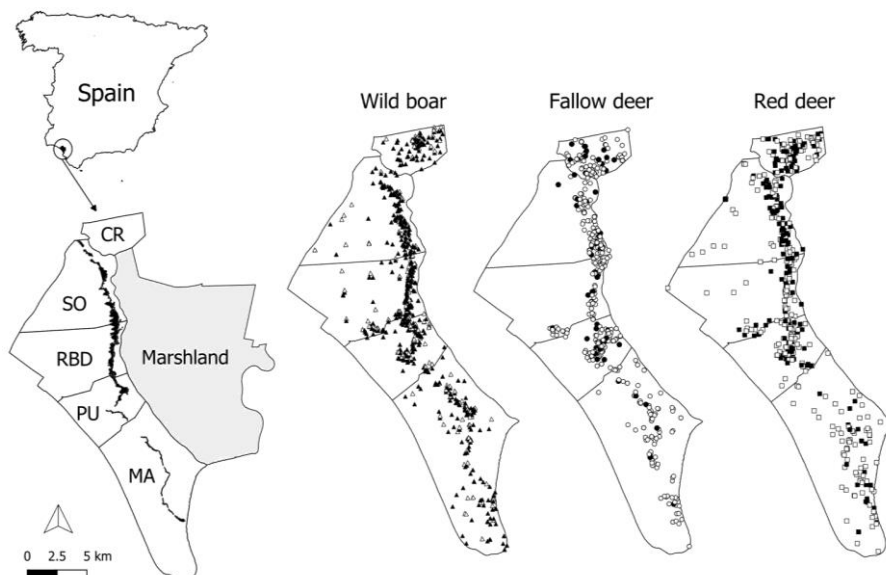 Spain
Wild boar
Fallow deer
Red deer
CR
SO
RBD
Marshland
PU
MA
0 2.5 5 km